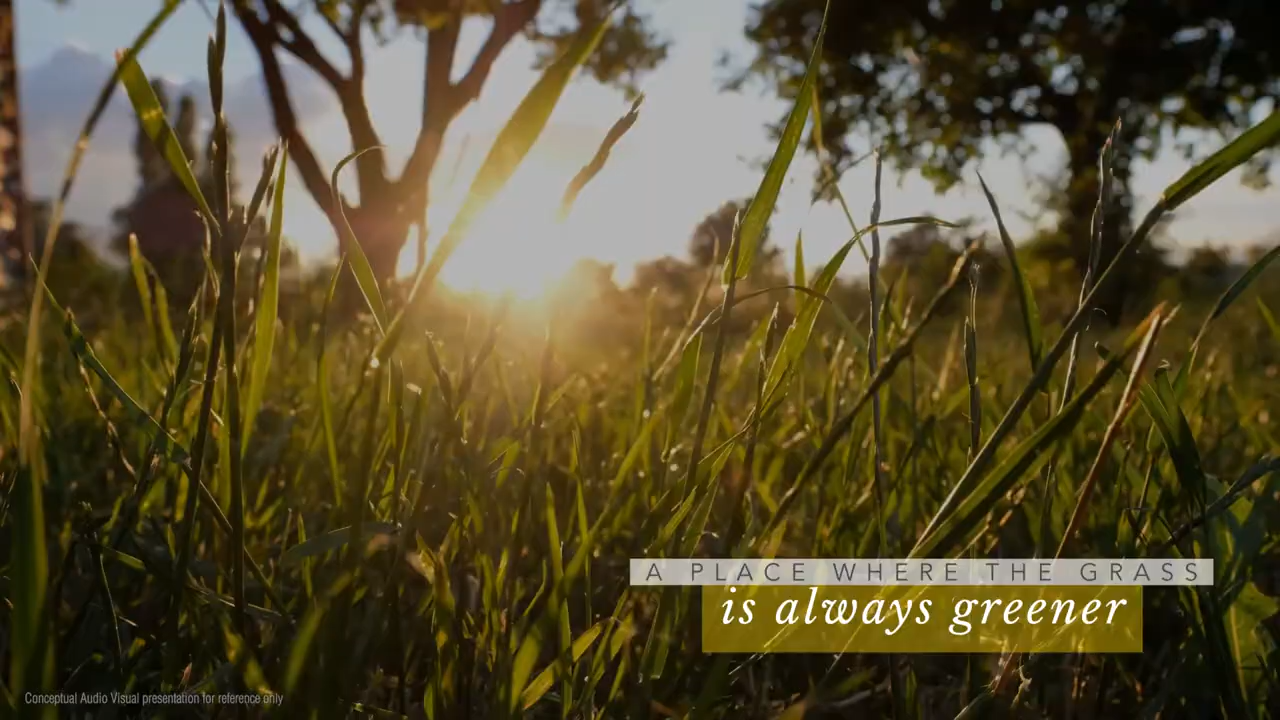 A PLACE WHERE THE GRASS
is always greener
Conceptual Audio Visual presentation for reference only